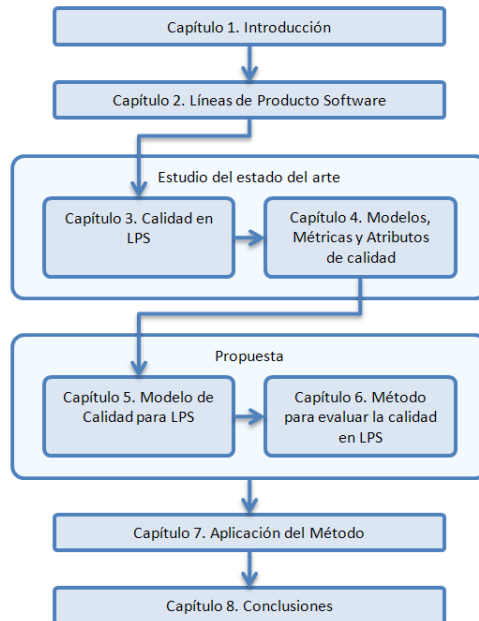 Capítulo 1. Introducción
Capítulo 2. Líneas de Producto Software
Estudio del estado del arte
Capítulo 3. Calidad en
LPS
Capítulo 4. Modelos,
Métricas y Atributos
de calidad
Propuesta
Capítulo 5. Modelo de
Calidad para LPS
Capítulo 6. Método
para evaluar la calidad
en LPS
Capítulo 7. Aplicación del Método
Capítulo 8. Conclusiones